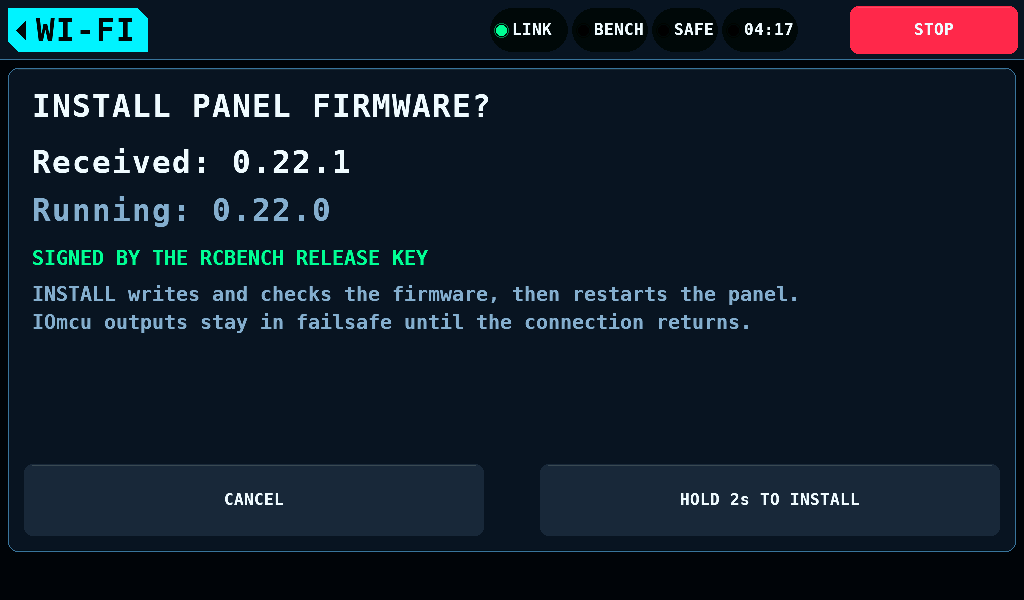 WI-FI
LINK
BENCH
SAFE
04:17
STOP
INSTALL PANEL FIRMWARE?
Received: 0.22.1
Running: 0.22.0
SIGNED BY THE RCBENCH RELEASE KEY
INSTALL writes and checks the firmware, then restarts the panel.
IOmcu outputs stay in failsafe until the connection returns.
CANCEL
HOLD 2s TO INSTALL